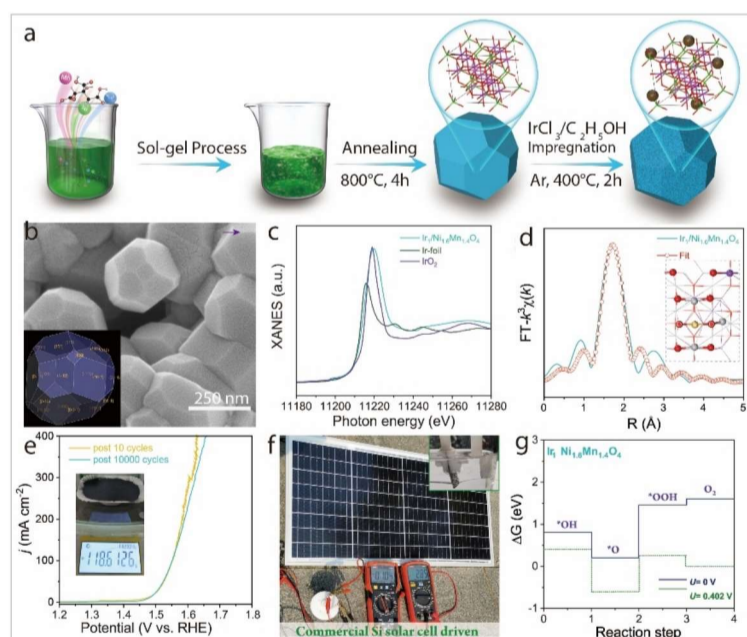 a
Sol-gel Process
Annealing
800°C, 4h
IrCl3/C2H5OH
Impregnation
Ar, 400°C, 2h
b
250 nm
c
Ir1/Ni1.6Mn1.4O4
Ir-foil
IrO2
XANES (a.u.)
11180 11200 11220 11240 11260 11280
Photon energy (eV)
d
Ir1/Ni1.6Mn1.4O4
Fit
FT-k3χ(k)
0 1 2 3 4 5
R (Å)
e
post 10 cycles
post 10000 cycles
400
300
200
100
0
j (mA cm-2)
1.2 1.3 1.4 1.5 1.6 1.7 1.8
Potential (V vs. RHE)
f
Commercial Si solar cell driven
g
*OH
*O
*OOH
O2
U= 0 V
U= 0.402 V
3
2
1
0
-1
ΔG (eV)
0 1 2 3 4
Reaction step